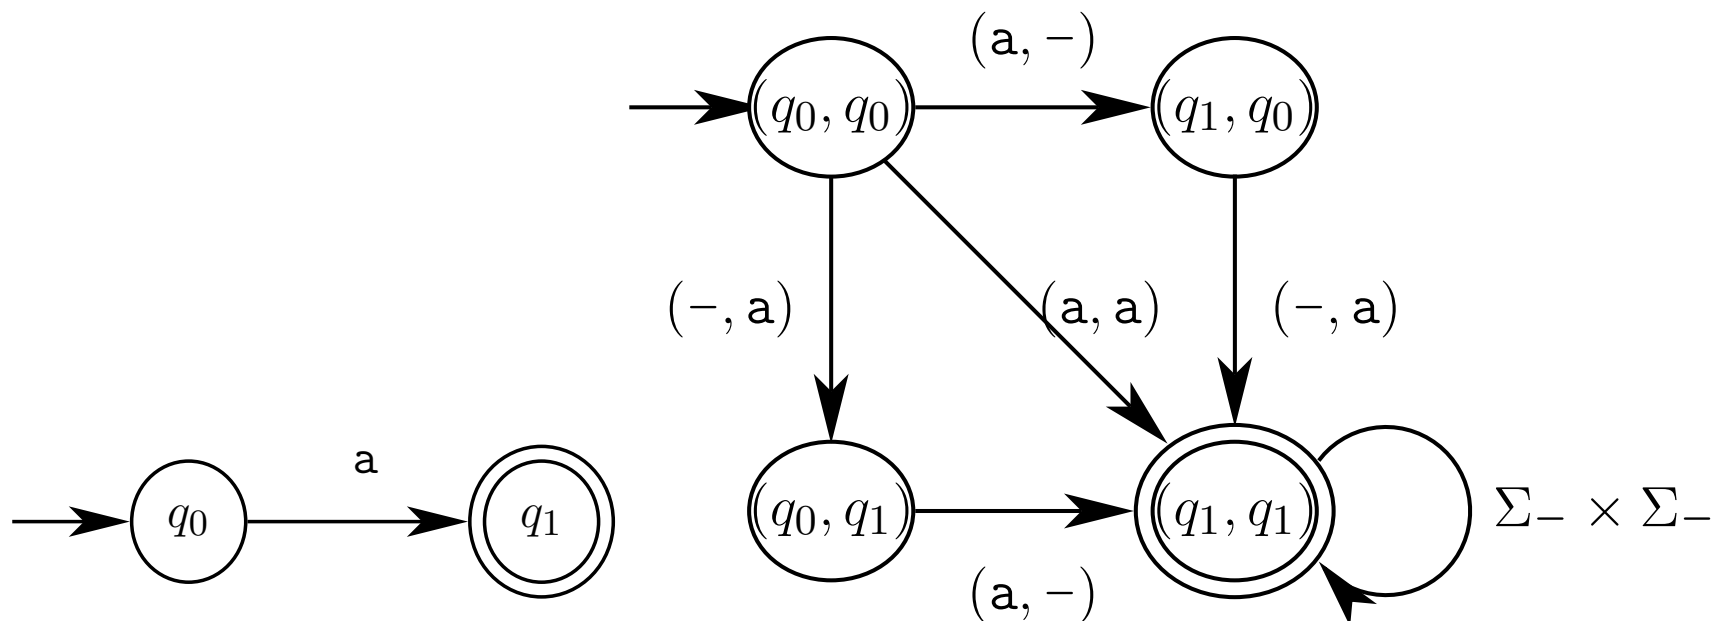 (a, −)
(q₀, q₀)
(q₁, q₀)
(−, a)
(a, a)
(−, a)
a
q₀
q₁
(q₀, q₁)
(q₁, q₁)
Σ₋ × Σ₋
(a, −)